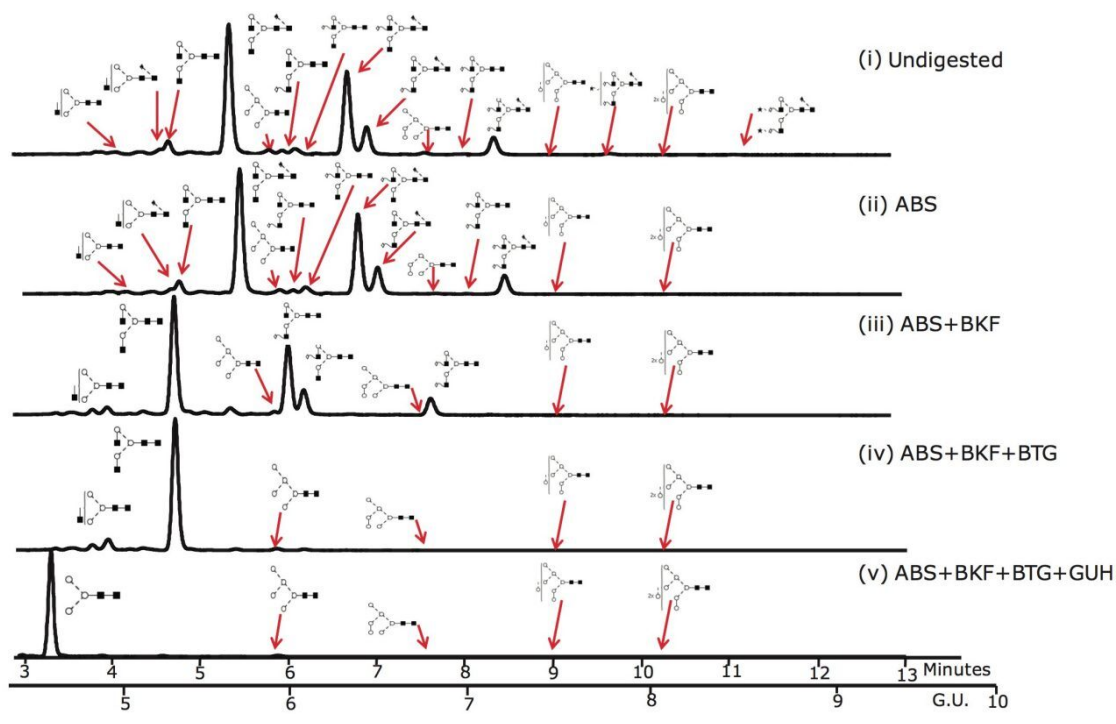 (i) Undigested
(ii) ABS
(iii) ABS+BKF
(iv) ABS+BKF+BTG
(v) ABS+BKF+BTG+GUH
3 4 5 6 7 8 9 10 11 12 13 Minutes
5 6 7 8 9 10 G.U.